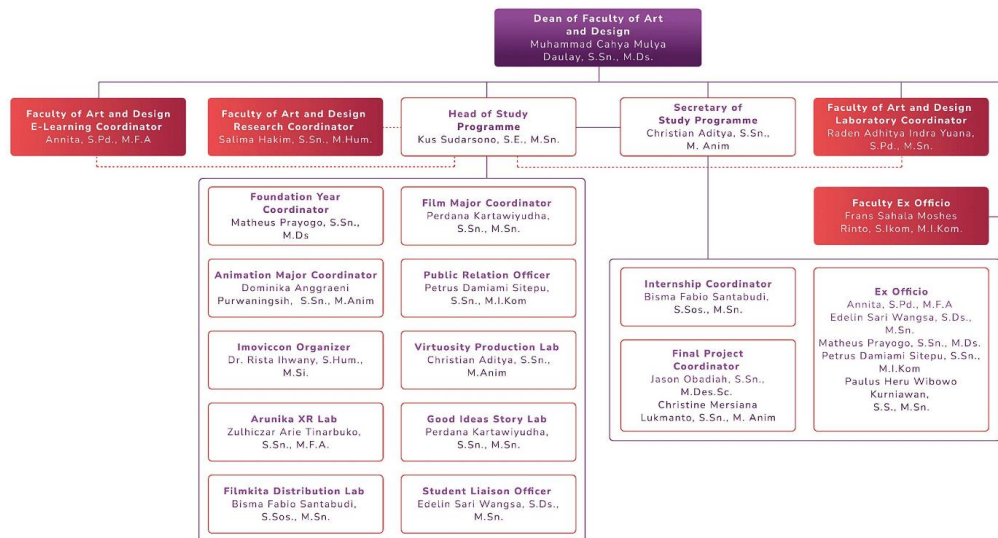 Dean of Faculty of Art
and Design
Muhammad Cahya Mulya
Daulay, S.Sn., M.Ds.
Faculty of Art and Design
E-Learning Coordinator
Annita, S.Pd., M.F.A
Faculty of Art and Design
Research Coordinator
Salima Hakim, S.Sn., M.Hum.
Head of Study
Programme
Kus Sudarsono, S.E., M.Sn.
Secretary of
Study Programme
Christian Aditya, S.Sn.,
M. Anim
Faculty of Art and Design
Laboratory Coordinator
Raden Adhitya Indra Yuana,
S.Pd., M.Sn.
Faculty Ex Officio
Frans Sahala Moshes
Rinto, S.Ikom, M.I.Kom.
Foundation Year
Coordinator
Matheus Prayogo, S.Sn.,
M.Ds
Film Major Coordinator
Perdana Kartawiyudha,
S.Sn., M.Sn.
Animation Major Coordinator
Dominika Anggraeni
Purwaningsih, S.Sn., M.Anim
Public Relation Officer
Petrus Damiami Sitepu,
S.Sn., M.I.Kom
Imoviccon Organizer
Dr. Rista Ihwany, S.Hum.,
M.Si.
Virtuosity Production Lab
Christian Aditya, S.Sn.,
M.Anim
Arunika XR Lab
Zulhiczar Arie Tinarbuko,
S.Sn., M.F.A.
Good Ideas Story Lab
Perdana Kartawiyudha,
S.Sn., M.Sn.
Filmkita Distribution Lab
Bisma Fabio Santabudi,
S.Sos., M.Sn.
Student Liaison Officer
Edelin Sari Wangsa, S.Ds.,
M.Sn.
Internship Coordinator
Bisma Fabio Santabudi,
S.Sos., M.Sn.
Final Project
Coordinator
Jason Obadiah, S.Sn.,
M.Des.Sc.
Christine Mersiana
Lukmanto, S.Sn., M. Anim
Ex Officio
Annita, S.Pd., M.F.A
Edelin Sari Wangsa, S.Ds.,
M.Sn.
Matheus Prayogo, S.Sn., M.Ds.
Petrus Damiami Sitepu, S.Sn.,
M.I.Kom
Paulus Heru Wibowo
Kurniawan,
S.S., M.Sn.